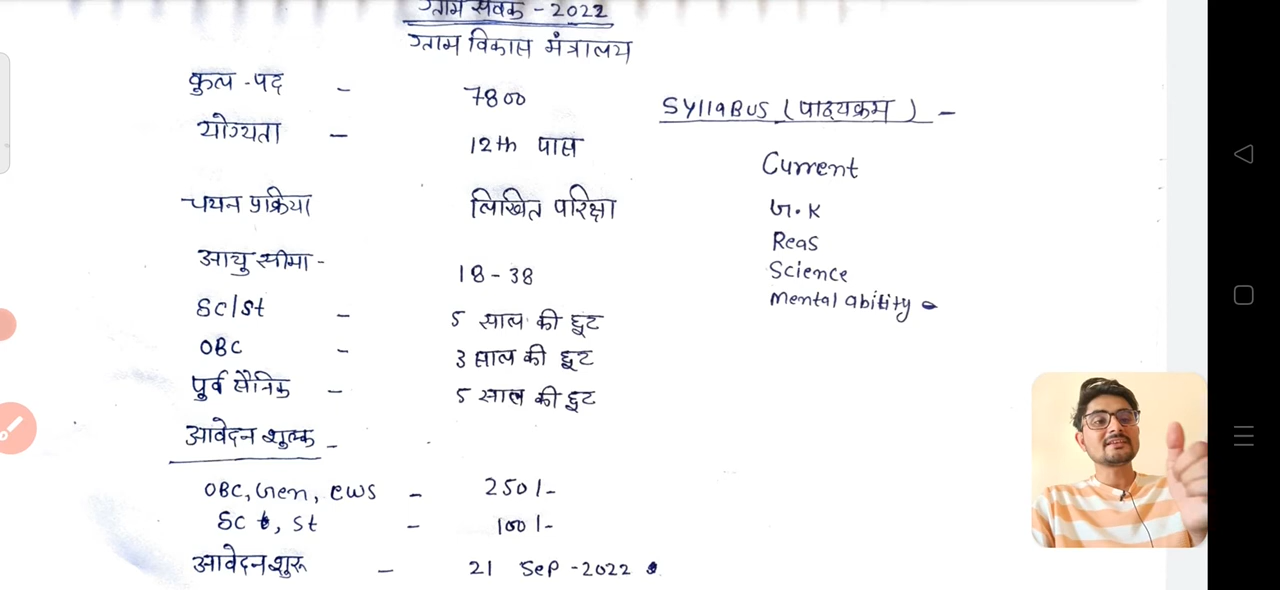 ग्राम सेवक - 2022
ग्राम विकास मंत्रालय
कुल - पद - 7800
योग्यता - 12th पास
चयन प्रक्रिया लिखित परिक्षा
आयु सीमा - 18 - 38
SC/St - 5 साल की छूट
OBC - 3 साल की छूट
पूर्व सैनिक - 5 साल की छूट
आवेदन शुल्क -
OBC, Gen, EWS - 250/-
SC, St - 100/-
आवेदन शुरू - 21 Sep - 2022
SYllaBUS (पाठ्यक्रम) -
Current
G.K
Reas
Science
Mental ability